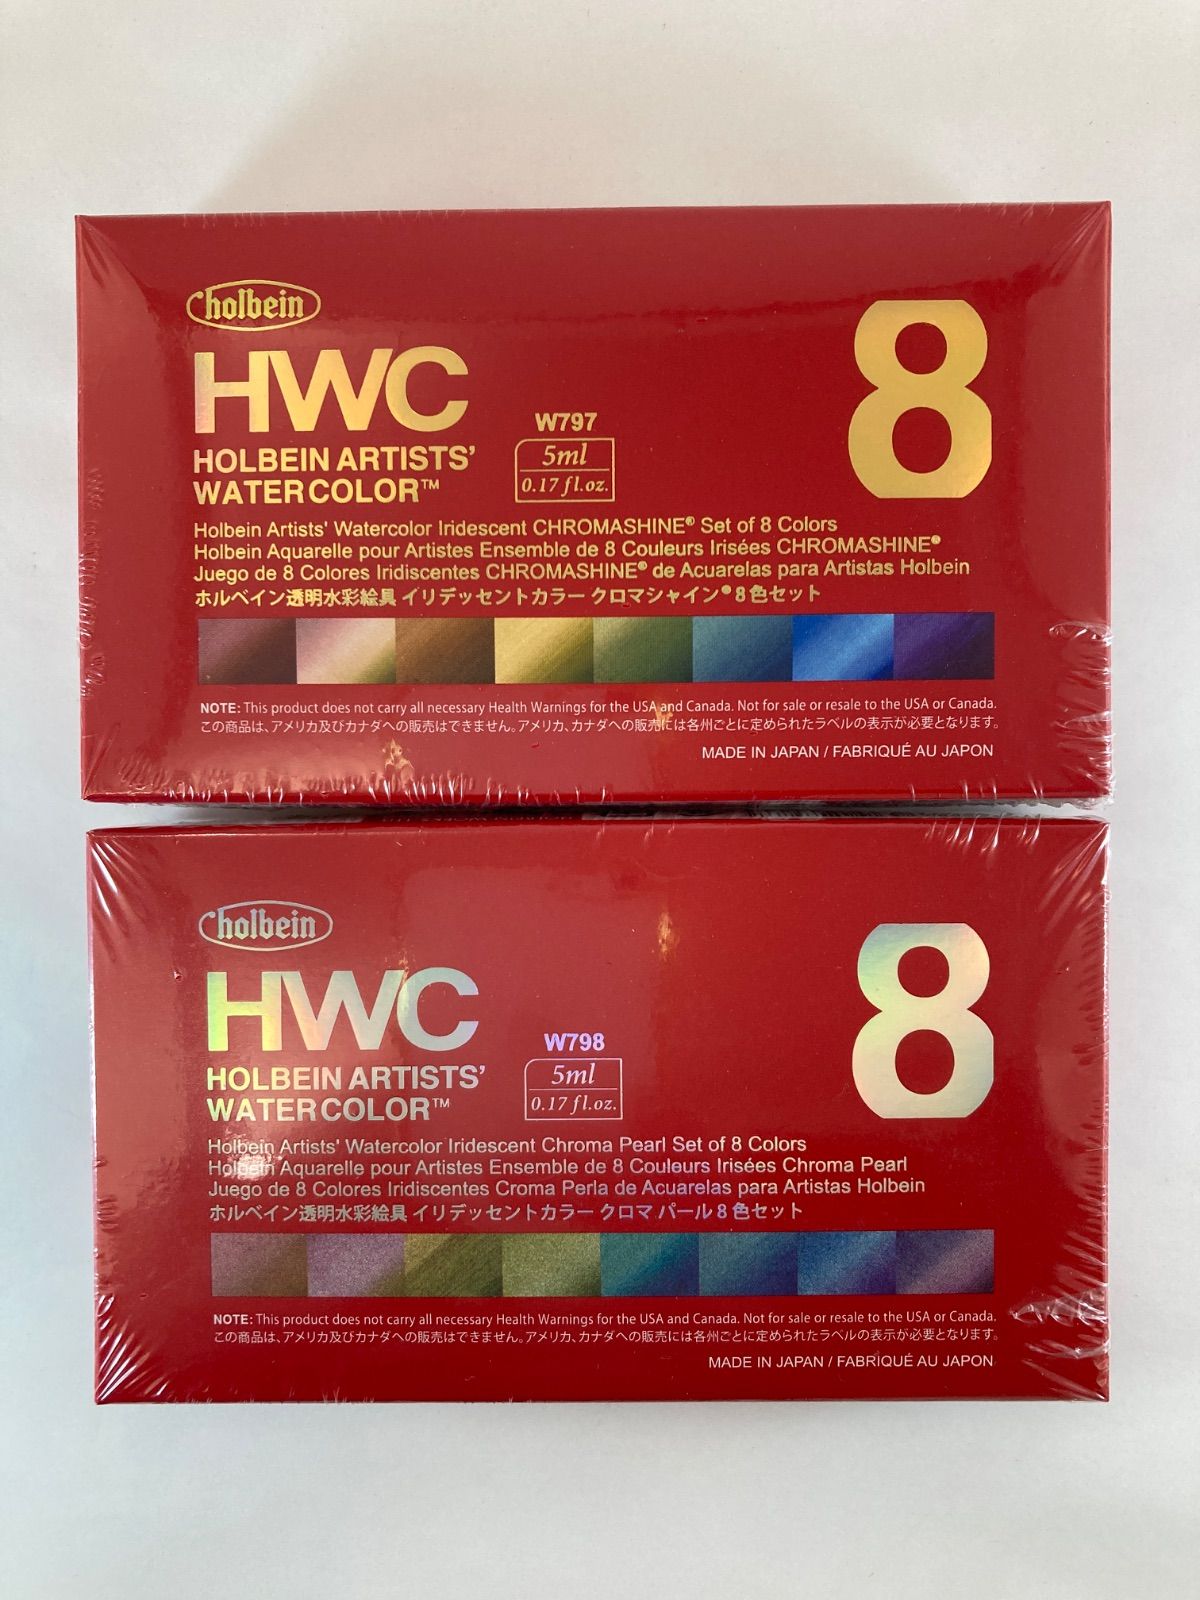 holbein
HWC
HOLBEIN ARTISTS'
WATERCOLOR™
W797
5ml
0.17 fl.oz.
8
Holbein Artists' Watercolor Iridescent CHROMASHINE® Set of 8 Colors
Holbein Aquarelle pour Artistes Ensemble de 8 Couleurs Irisées CHROMASHINE®
Juego de 8 Colores Iridiscentes CHROMASHINE® de Acuarelas para Artistas Holbein
ホルベイン透明水彩絵具 イリデッセントカラー クロマシャイン®8色セット
NOTE: This product does not carry all necessary Health Warnings for the USA and Canada. Not for sale or resale to the USA or Canada.
この商品は、アメリカ及びカナダへの販売はできません。アメリカ、カナダへの販売には各州ごとに定められたラベルの表示が必要となります。
MADE IN JAPAN / FABRIQUÉ AU JAPON
holbein
HWC
HOLBEIN ARTISTS'
WATERCOLOR™
W798
5ml
0.17 fl.oz.
8
Holbein Artists' Watercolor Iridescent Chroma Pearl Set of 8 Colors
Holbein Aquarelle pour Artistes Ensemble de 8 Couleurs Irisées Chroma Pearl
Juego de 8 Colores Iridiscentes Croma Perla de Acuarelas para Artistas Holbein
ホルベイン透明水彩絵具 イリデッセントカラー クロマ パール 8色セット
NOTE: This product does not carry all necessary Health Warnings for the USA and Canada. Not for sale or resale to the USA or Canada.
この商品は、アメリカ及びカナダへの販売はできません。アメリカ、カナダへの販売には各州ごとに定められたラベルの表示が必要となります。
MADE IN JAPAN / FABRIQUÉ AU JAPON